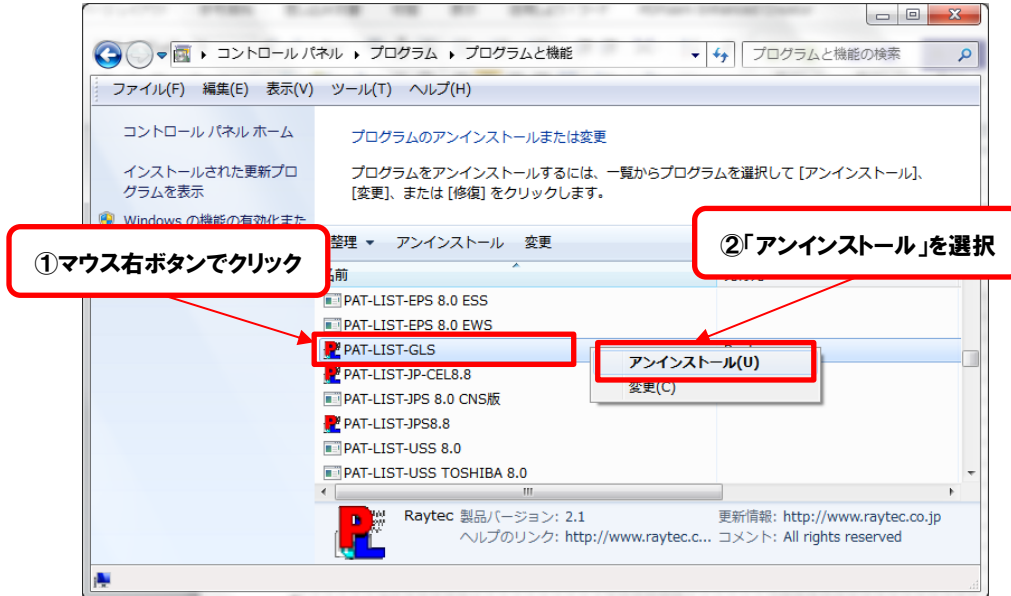 コントロール パネル ▸ プログラム ▸ プログラムと機能
プログラムと機能の検索
ファイル(F) 編集(E) 表示(V) ツール(T) ヘルプ(H)
コントロール パネル ホーム
インストールされた更新プロ
グラムを表示
Windows の機能の有効化また
プログラムのアンインストールまたは変更
プログラムをアンインストールするには、一覧からプログラムを選択して [アンインストール]、
[変更]、または [修復] をクリックします。
①マウス右ボタンでクリック
②「アンインストール」を選択
整理 アンインストール 変更
名前
PAT-LIST-EPS 8.0 ESS
PAT-LIST-EPS 8.0 EWS
PAT-LIST-GLS
PAT-LIST-JP-CEL8.8
PAT-LIST-JPS 8.0 CNS版
PAT-LIST-JPS8.8
PAT-LIST-USS 8.0
PAT-LIST-USS TOSHIBA 8.0
アンインストール(U)
変更(C)
Raytec 製品バージョン: 2.1
ヘルプのリンク: http://www.raytec.c...
更新情報: http://www.raytec.co.jp
コメント: All rights reserved